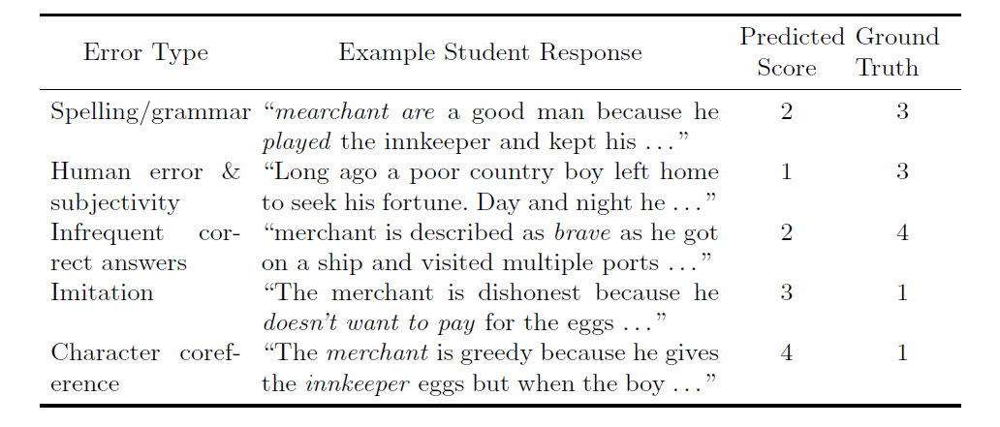 Error Type Example Student Response Predicted Ground
Score Truth
Spelling/grammar “mearchant are a good man because he 2 3
played the innkeeper and kept his . . . ”
Human error & “Long ago a poor country boy left home 1 3
subjectivity to seek his fortune. Day and night he . . . ”
Infrequent cor- “merchant is described as brave as he got 2 4
rect answers on a ship and visited multiple ports . . . ”
Imitation “The merchant is dishonest because he 3 1
doesn’t want to pay for the eggs . . . ”
Character coref- “The merchant is greedy because he gives 4 1
erence the innkeeper eggs but when the boy . . . ”